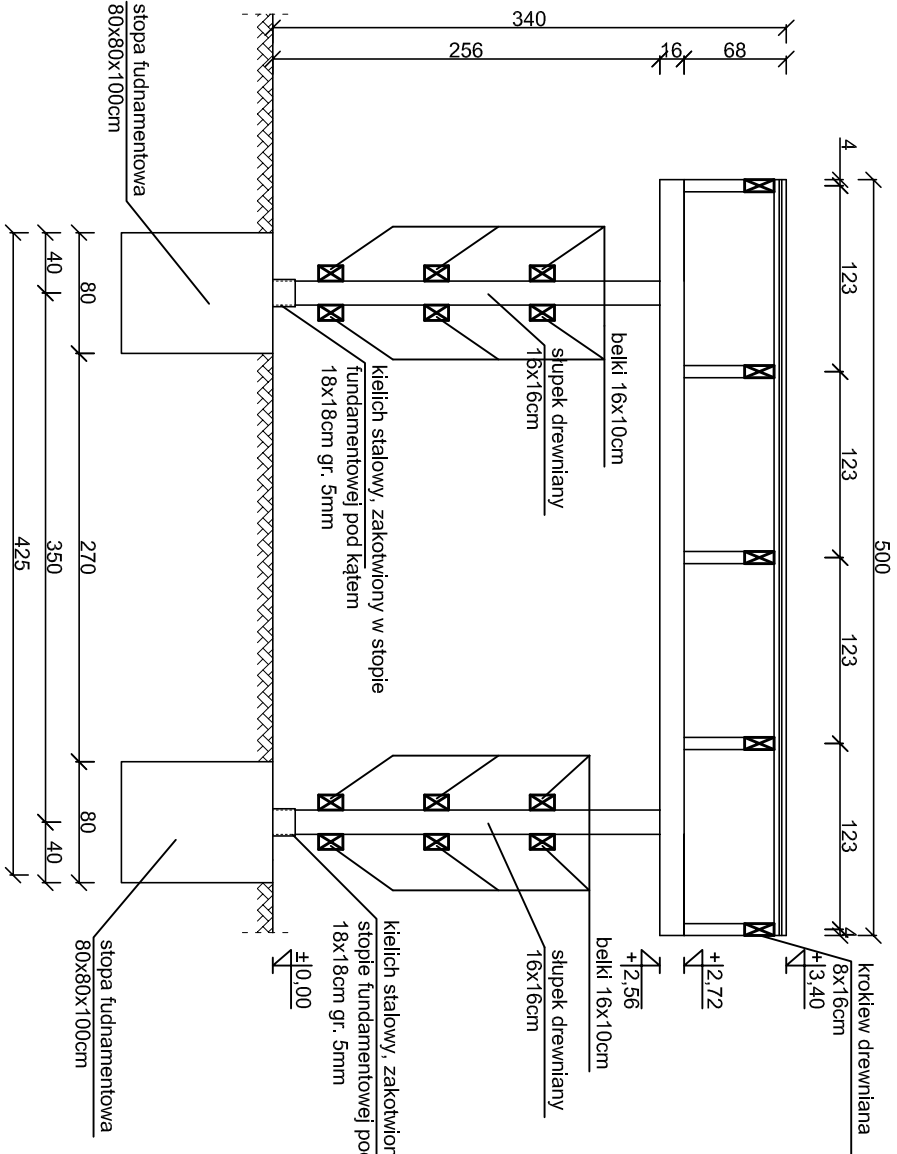 500
4
123
123
123
123
4
340
256
16
68
krokiew drewniana
8x16cm
+3,40
+2,72
+2,56
±0,00
belki 16x10cm
słupek drewniany
16x16cm
kielich stalowy, zakotwiony w stopie
fundamentowej pod kątem
18x18cm gr. 5mm
belki 16x10cm
słupek drewniany
16x16cm
kielich stalowy,
stopie fundamentowej
18x18cm gr. 5mm
stopa fudnamentowa
80x80x100cm
stopa fudnamentowa
80x80x100cm
80
270
80
40
350
40
425